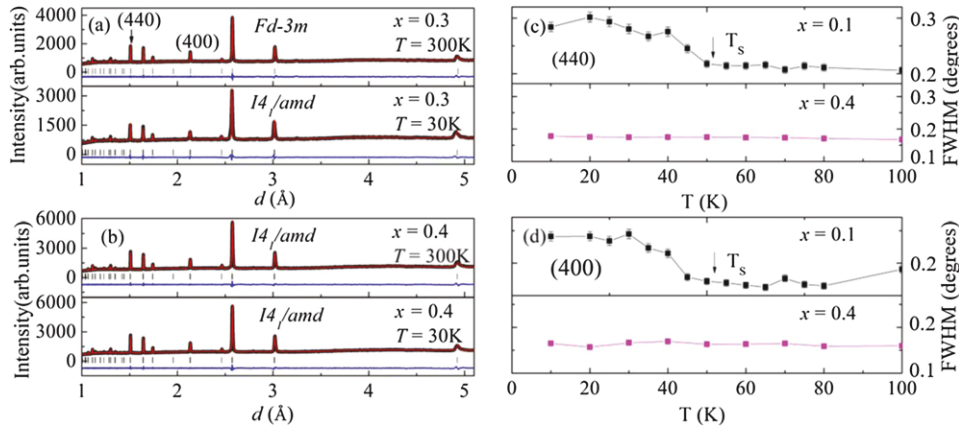 (a)
(440)
(400)
Fd-3m
x = 0.3
T = 300K
4000
2000
0
I4₁/amd
x = 0.3
T = 30K
3000
1500
0
Intensity(arb.units)
1 2 3 4 5
d (Å)
(b)
I4₁/amd
x = 0.4
T = 300K
6000
3000
0
I4₁/amd
x = 0.4
T = 30K
6000
3000
0
Intensity(arb.units)
1 2 3 4 5
d (Å)
(c)
(440)
Tₛ
x = 0.1
0.3
0.2
x = 0.4
0.3
0.2
0.1
FWHM (degrees)
0 20 40 60 80 100
T (K)
(d)
(400)
Tₛ
x = 0.1
0.2
x = 0.4
0.2
0.1
FWHM (degrees)
0 20 40 60 80 100
T (K)